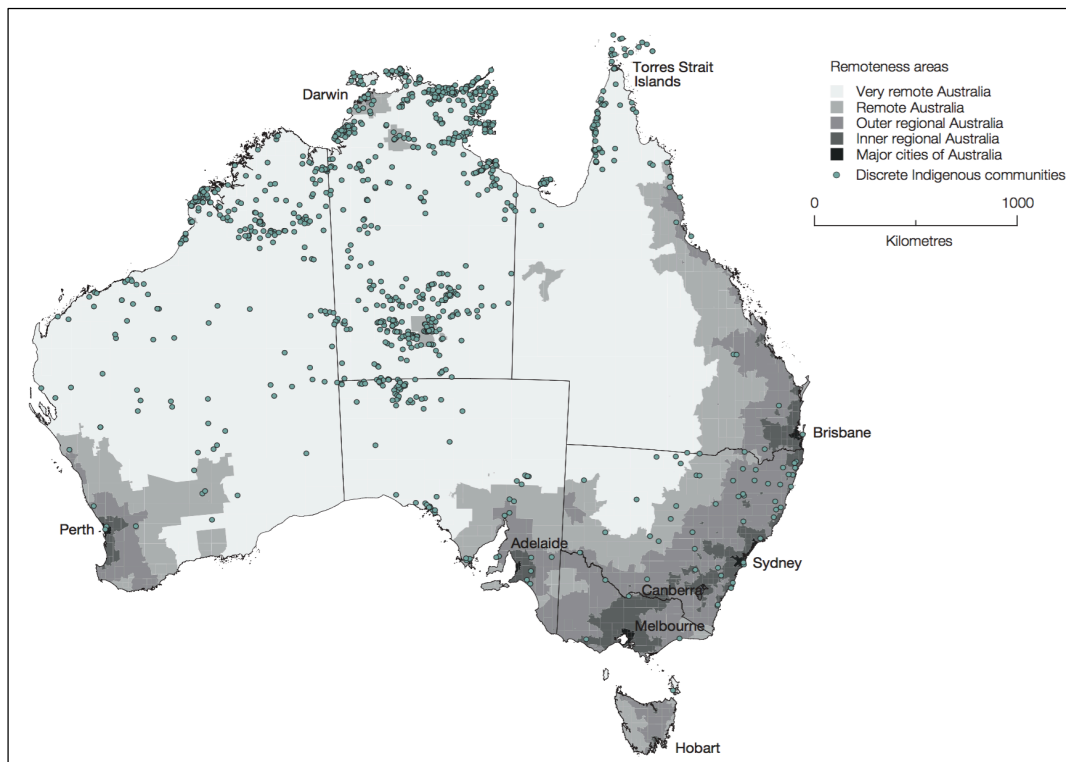 Torres Strait
Islands
Darwin
Remoteness areas
Very remote Australia
Remote Australia
Outer regional Australia
Inner regional Australia
Major cities of Australia
Discrete Indigenous communities
0 1000
Kilometres
Brisbane
Perth
Adelaide
Sydney
Canberra
Melbourne
Hobart